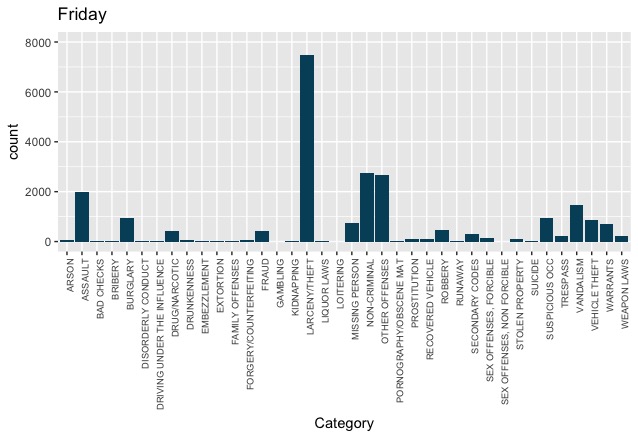 Friday
8000
6000
4000
2000
0
count
ARSON
ASSAULT
BAD CHECKS
BRIBERY
BURGLARY
DISORDERLY CONDUCT
DRIVING UNDER THE INFLUENCE
DRUG/NARCOTIC
DRUNKENNESS
EMBEZZLEMENT
EXTORTION
FAMILY OFFENSES
FORGERY/COUNTERFEITING
FRAUD
GAMBLING
KIDNAPPING
LARCENY/THEFT
LIQUOR LAWS
LOITERING
MISSING PERSON
NON-CRIMINAL
OTHER OFFENSES
PORNOGRAPHY/OBSCENE MAT
PROSTITUTION
RECOVERED VEHICLE
ROBBERY
RUNAWAY
SECONDARY CODES
SEX OFFENSES, FORCIBLE
SEX OFFENSES, NON FORCIBLE
STOLEN PROPERTY
SUICIDE
SUSPICIOUS OCC
TRESPASS
VANDALISM
VEHICLE THEFT
WARRANTS
WEAPON LAWS
Category